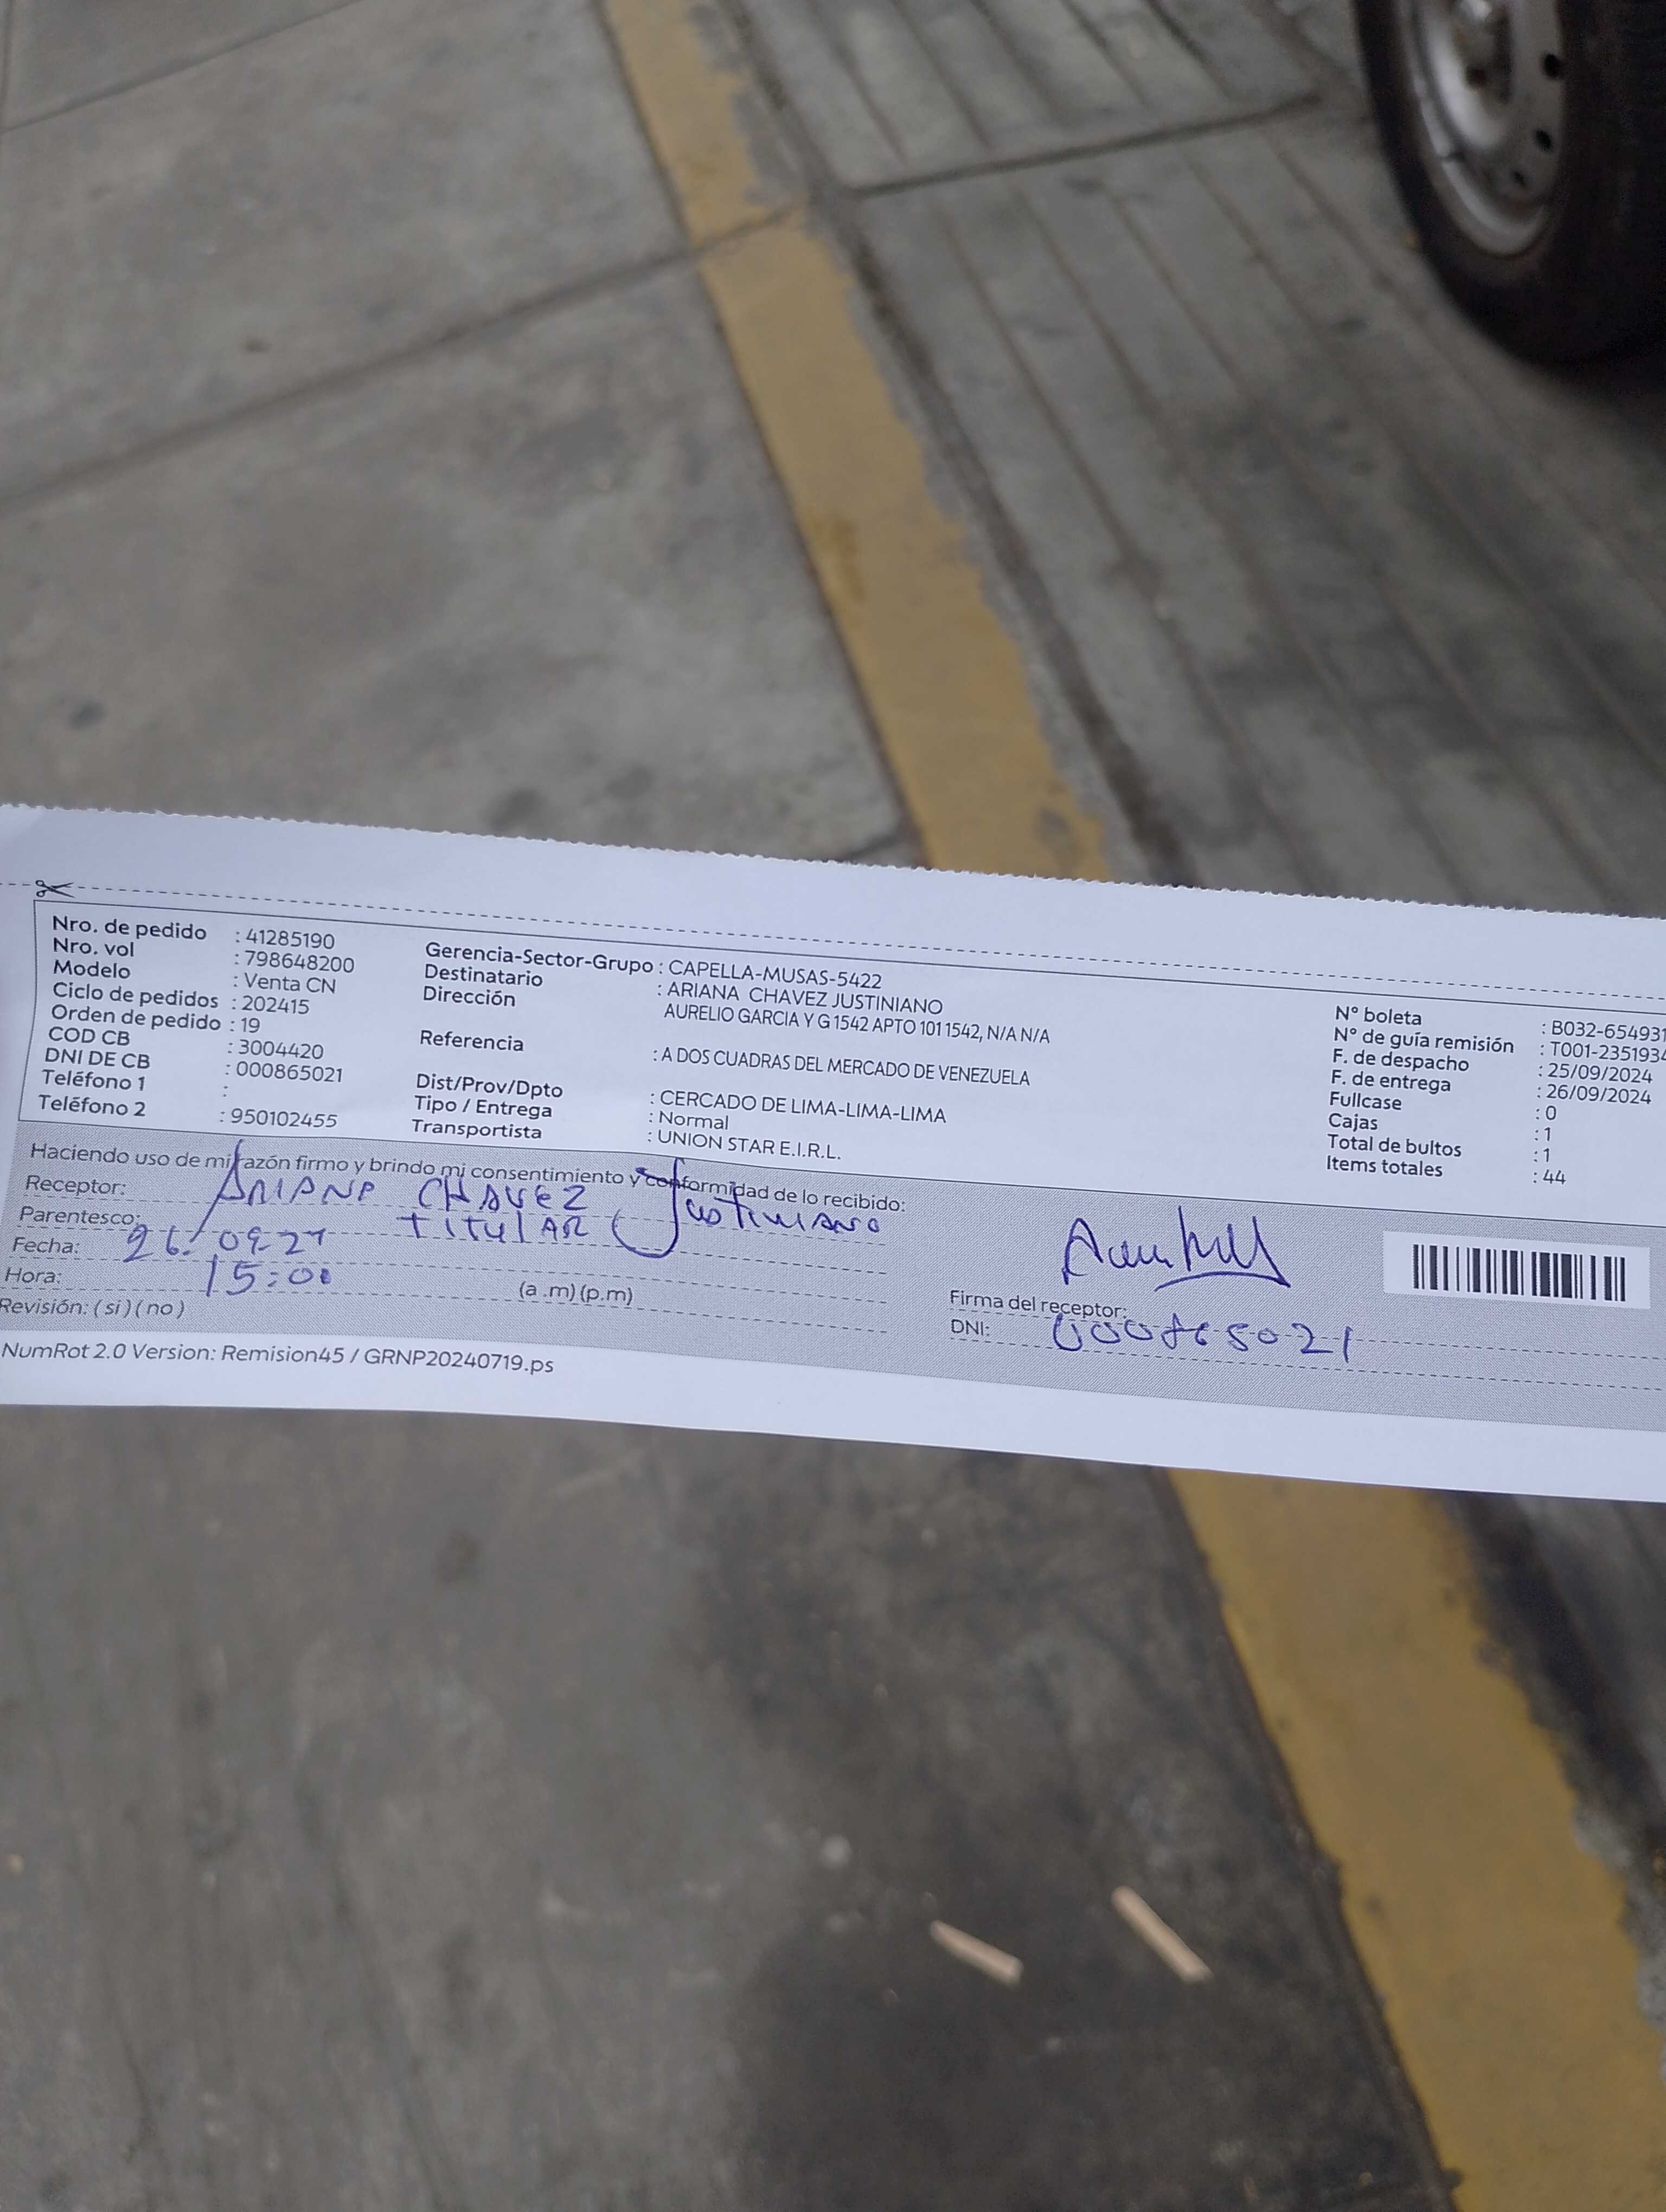 Nro. de pedido : 41285190
Nro. vol : 798648200
Modelo : Venta CN
Ciclo de pedidos : 202415
Orden de pedido : 19
COD CB : 3004420
DNI DE CB : 000865021
Teléfono 1 :
Teléfono 2 : 950102455
Gerencia-Sector-Grupo : CAPELLA-MUSAS-5422
Destinatario : ARIANA CHAVEZ JUSTINIANO
Dirección AURELIO GARCIA Y G 1542 APTO 101 1542, N/A N/A
Referencia : A DOS CUADRAS DEL MERCADO DE VENEZUELA
Dist/Prov/Dpto : CERCADO DE LIMA-LIMA-LIMA
Tipo / Entrega : Normal
Transportista : UNION STAR E.I.R.L.
N° boleta : B032-654931
N° de guía remisión : T001-2351934
F. de despacho : 25/09/2024
F. de entrega : 26/09/2024
Fullcase : 0
Cajas : 1
Total de bultos : 1
Items totales : 44
Haciendo uso de mi razón firmo y brindo mi consentimiento y conformidad de lo recibido:
Receptor: ARIANA CHAVEZ Justiniano
Parentesco: TITULAR
Fecha: 26/09-24
Hora: 15:00 (a .m) (p.m)
Revisión: ( si ) ( no )
Firma del receptor:
DNI: 000865021
NumRot 2.0 Version: Remision45 / GRNP20240719.ps